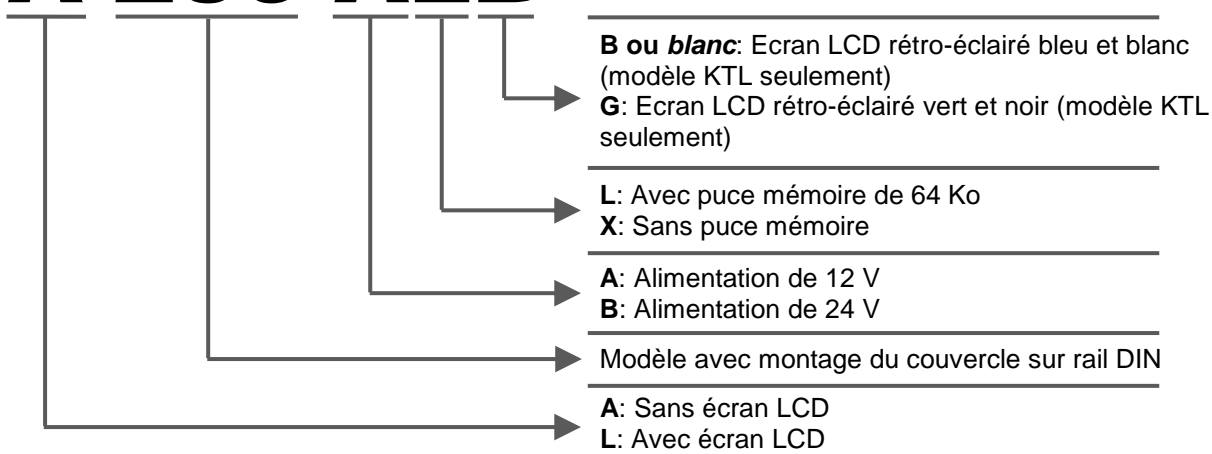 B ou blanc: Ecran LCD rétro-éclairé bleu et blanc
(modèle KTL seulement)
G: Ecran LCD rétro-éclairé vert et noir (modèle KTL
seulement)
L: Avec puce mémoire de 64 Ko
X: Sans puce mémoire
A: Alimentation de 12 V
B: Alimentation de 24 V
Modèle avec montage du couvercle sur rail DIN
A: Sans écran LCD
L: Avec écran LCD